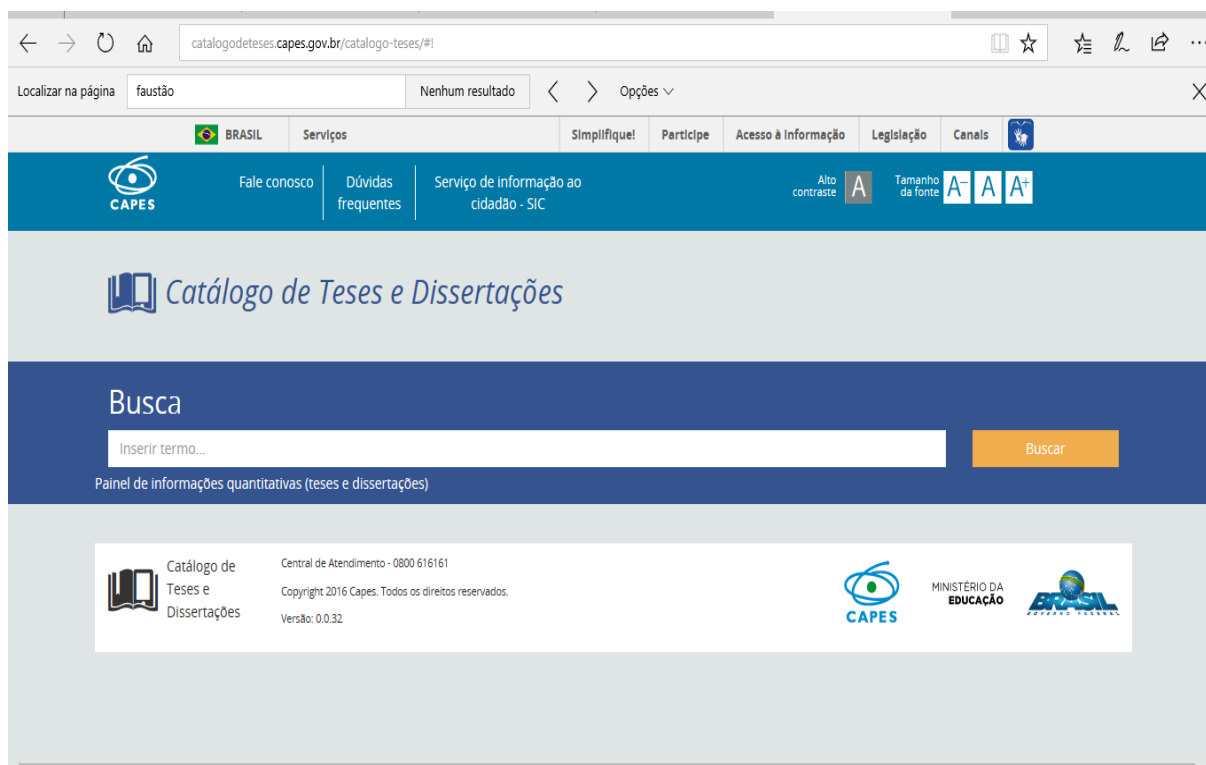 catalogodeteses.capes.gov.br/catalogo-teses/#!
Localizar na página faustão Nenhum resultado Opções
BRASIL Serviços Simplifique! Participe Acesso à Informação Legislação Canais
CAPES
Fale conosco
Dúvidas
frequentes
Serviço de informação ao
cidadão - SIC
Alto
contraste
A
Tamanho
da fonte
A- A A+
Catálogo de Teses e Dissertações
Busca
Inserir termo... Buscar
Painel de informações quantitativas (teses e dissertações)
Catálogo de
Teses e
Dissertações
Central de Atendimento - 0800 616161
Copyright 2016 Capes. Todos os direitos reservados.
Versão: 0.0.32
CAPES
MINISTÉRIO DA
EDUCAÇÃO
BRASIL
GOVERNO FEDERAL